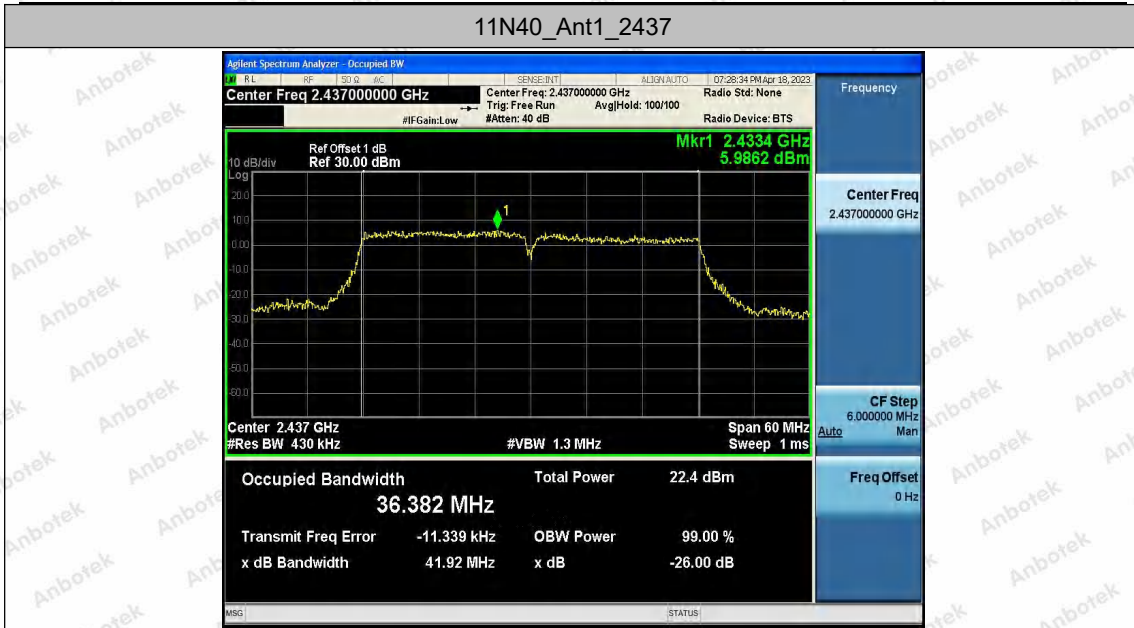 11N40_Ant1_2437
Agilent Spectrum Analyzer - Occupied BW
RL RF 50 Ω AC SENSE:INT ALIGN AUTO 07:28:34 PM Apr 18, 2023
Center Freq 2.437000000 GHz Center Freq: 2.437000000 GHz Radio Std: None Frequency
Trig: Free Run Avg|Hold: 100/100
#IFGain:Low #Atten: 40 dB Radio Device: BTS
Mkr1 2.4334 GHz
Ref Offset 1 dB
10 dB/div Ref 30.00 dBm 5.9862 dBm
Log
20.0
10.0
0.00
-10.0
-20.0
-30.0
-40.0
-50.0
-60.0
1
Center Freq
2.437000000 GHz
Center 2.437 GHz Span 60 MHz
#Res BW 430 kHz #VBW 1.3 MHz Sweep 1 ms
CF Step
6.000000 MHz
Auto Man
Occupied Bandwidth Total Power 22.4 dBm
36.382 MHz
Transmit Freq Error -11.339 kHz OBW Power 99.00 %
x dB Bandwidth 41.92 MHz x dB -26.00 dB
Freq Offset
0 Hz
MSG STATUS
Anbotek